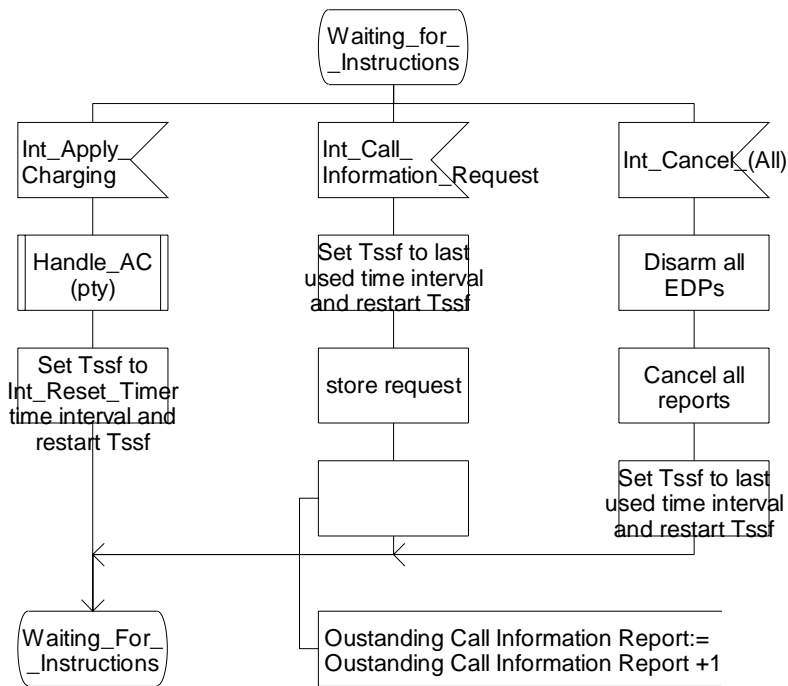 Waiting_for_
_Instructions
Int_Apply_
Charging
Int_Call_
Information_Request
Int_Cancel_(All)
Handle_AC
(pty)
Set Tssf to last
used time interval
and restart Tssf
Disarm all
EDPs
Set Tssf to
Int_Reset_Timer
time interval and
restart Tssf
store request
Cancel all
reports
Set Tssf to last
used time interval
and restart Tssf
Waiting_For_
_Instructions
Oustanding Call Information Report:=
Oustanding Call Information Report +1